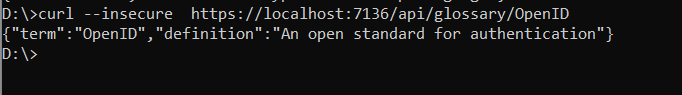 D:\>curl --insecure  https://localhost:7136/api/glossary/OpenID
{"term":"OpenID","definition":"An open standard for authentication"}
D:\>